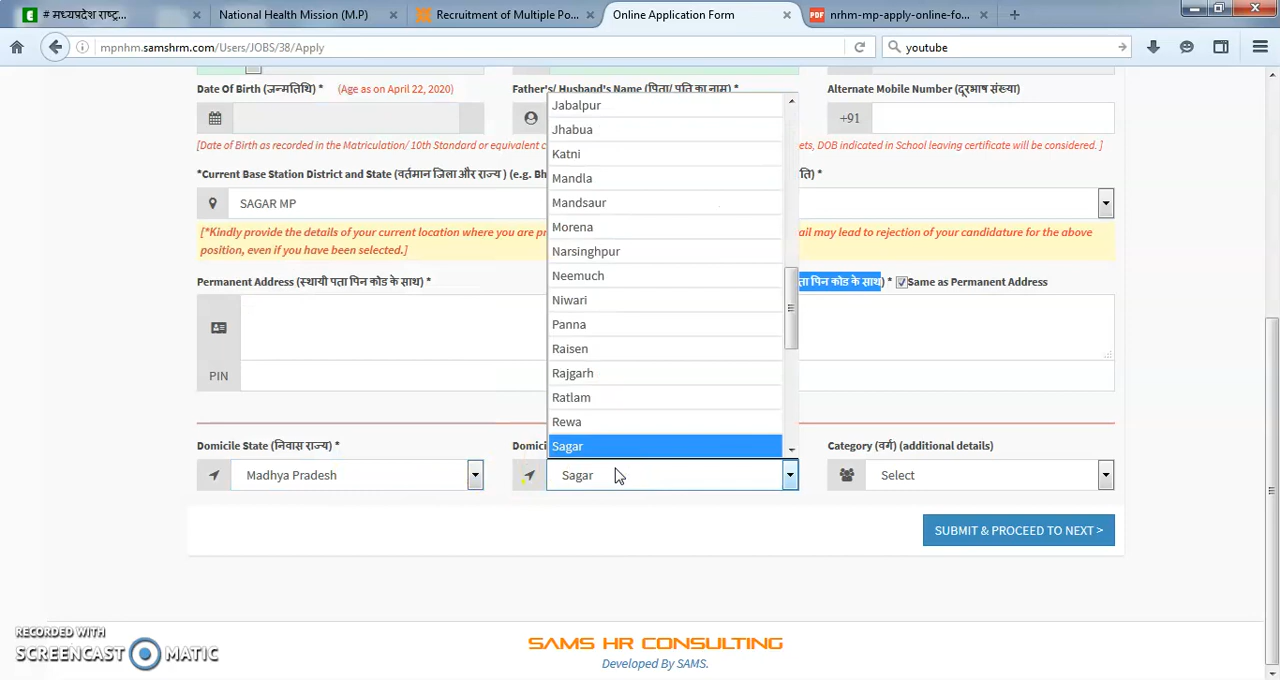 # मध्यप्रदेश राष्ट्र...
National Health Mission (M.P)
Recruitment of Multiple Po...
Online Application Form
PDF
nrhm-mp-apply-online-fo...
mpnhm.samshrm.com/Users/JOBS/38/Apply
youtube
Date Of Birth (जन्मतिथि) * (Age as on April 22, 2020)
Father's/ Husband's Name (पिता/ पति का नाम) *
Alternate Mobile Number (दूरभाष संख्या)
+91
[Date of Birth as recorded in the Matriculation/ 10th Standard or equivalent c
ets, DOB indicated in School leaving certificate will be considered. ]
*Current Base Station District and State (वर्तमान जिला और राज्य ) (e.g. Bh
ति) *
SAGAR MP
[*Kindly provide the details of your current location where you are pr
ail may lead to rejection of your candidature for the above
position, even if you have been selected.]
Permanent Address (स्थायी पता पिन कोड के साथ) *
ता पिन कोड के साथ) * Same as Permanent Address
PIN
Jabalpur
Jhabua
Katni
Mandla
Mandsaur
Morena
Narsinghpur
Neemuch
Niwari
Panna
Raisen
Rajgarh
Ratlam
Rewa
Sagar
Domicile State (निवास राज्य) *
Domici
Category (वर्ग) (additional details)
Madhya Pradesh
Sagar
Select
SUBMIT & PROCEED TO NEXT >
RECORDED WITH
SCREENCAST MATIC
SAMS HR CONSULTING
Developed By SAMS.